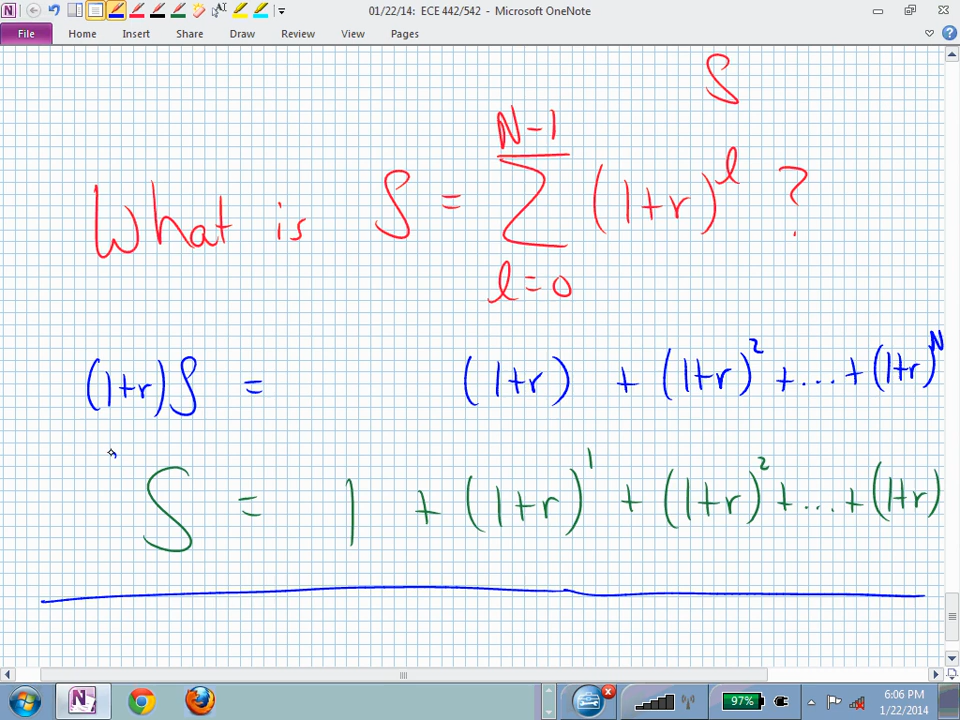 01/22/14: ECE 442/542 - Microsoft OneNote
File Home Insert Share Draw Review View Pages
S
What is S = ∑_{l=0}^{N-1} (1+r)^l ?
(1+r)S = (1+r) + (1+r)^2 + .... + (1+r)^N
S = 1 + (1+r)^1 + (1+r)^2 + .... + (1+r)
97%
6:06 PM
1/22/2014